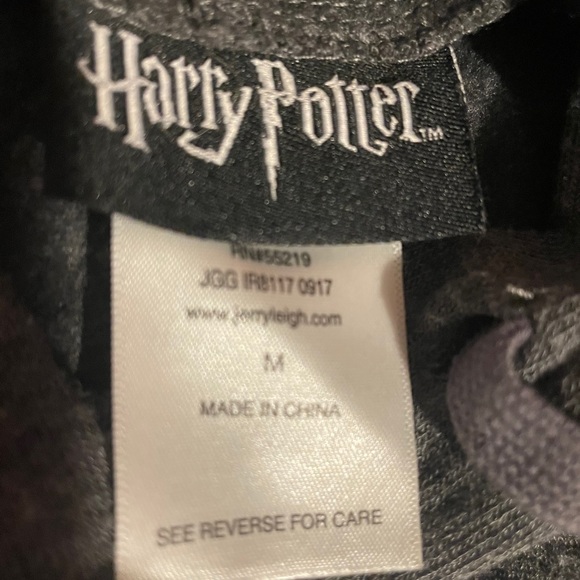 Harry Potter™
RN#55219
JGG IR8117 0917
www.jerryleigh.com
M
MADE IN CHINA
SEE REVERSE FOR CARE